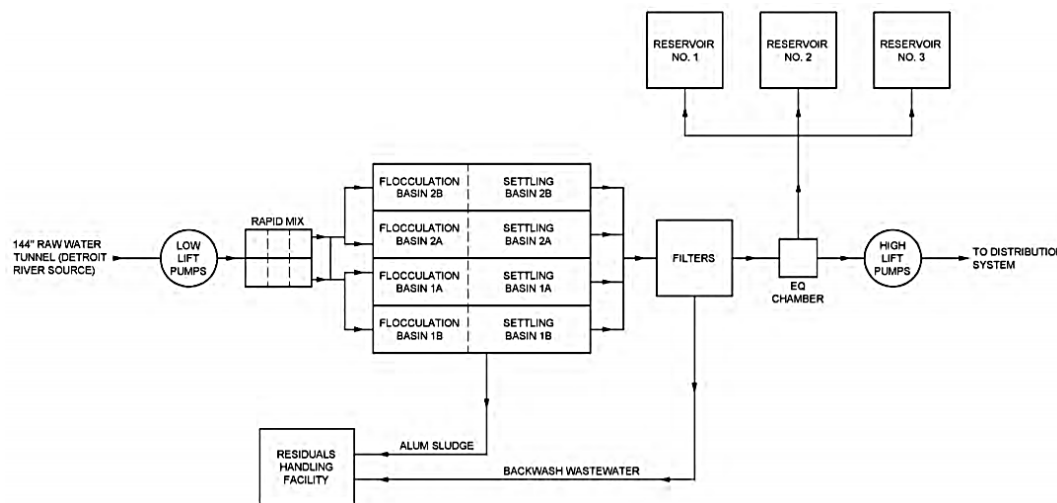 RESERVOIR
NO. 1
RESERVOIR
NO. 2
RESERVOIR
NO. 3
FLOCCULATION
BASIN 2B
SETTLING
BASIN 2B
RAPID MIX
FLOCCULATION
BASIN 2A
SETTLING
BASIN 2A
144" RAW WATER
TUNNEL (DETROIT
RIVER SOURCE)
LOW
LIFT
PUMPS
FLOCCULATION
BASIN 1A
SETTLING
BASIN 1A
FILTERS
EQ
CHAMBER
HIGH
LIFT
PUMPS
TO DISTRIBUTION
SYSTEM
FLOCCULATION
BASIN 1B
SETTLING
BASIN 1B
ALUM SLUDGE
RESIDUALS
HANDLING
FACILITY
BACKWASH WASTEWATER